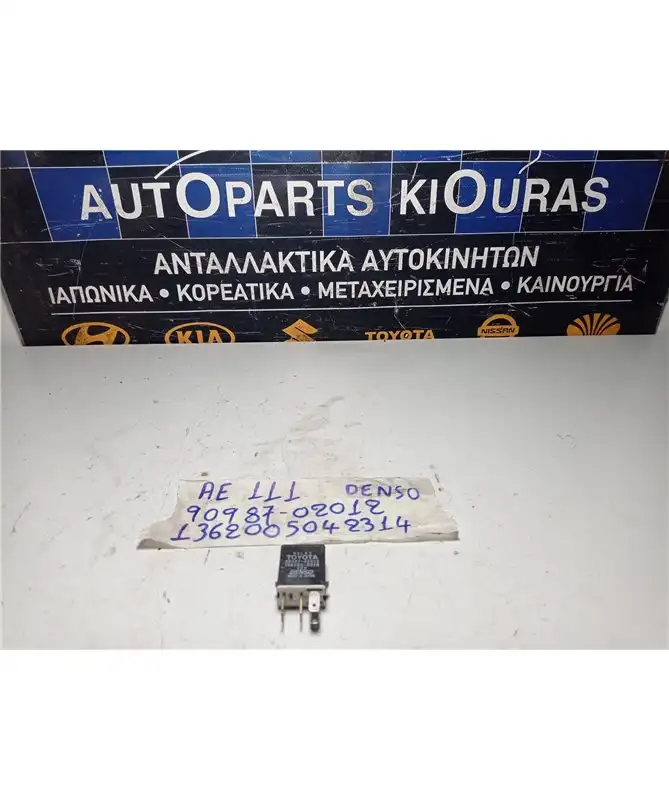 AUTOPARTS KIOURAS
ΑΝΤΑΛΛΑΚΤΙΚΑ ΑΥΤΟΚΙΝΗΤΩΝ
ΙΑΠΩΝΙΚΑ • ΚΟΡΕΑΤΙΚΑ • ΜΕΤΑΧΕΙΡΙΣΜΕΝΑ • ΚΑΙΝΟΥΡΓΙΑ
KIA TOYOTA NISSAN
AE 111 DENSO
90987-02012
1362005042314
RELAY
TOYOTA
DENSO